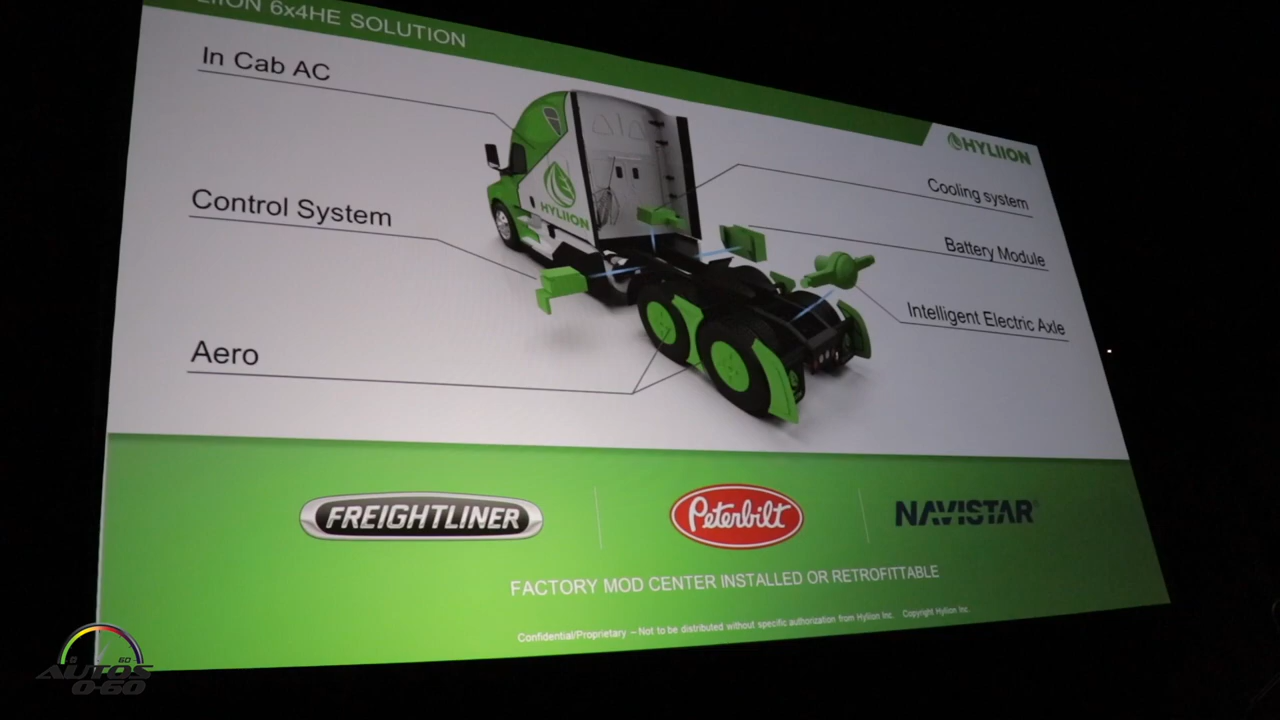 6x4HE SOLUTION
In Cab AC
HYLIION
Cooling system
Control System
HYLIION
Battery Module
Intelligent Electric Axle
Aero
FREIGHTLINER
Peterbilt
NAVISTAR®
FACTORY MOD CENTER INSTALLED OR RETROFITTABLE
Confidential/Proprietary – Not to be distributed without specific authorization from Hyliion Inc. Copyright Hyliion Inc.
0 60
AUTOS
0-60